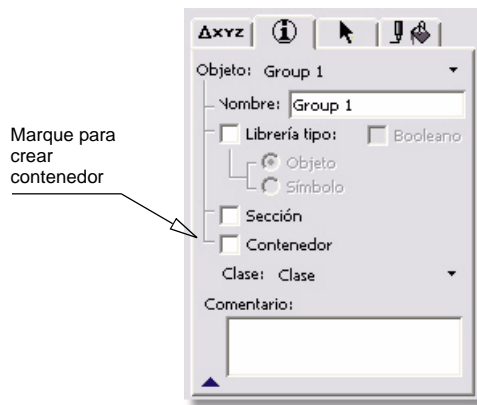 Δxyz
Objeto: Group 1
Nombre: Group 1
Librería tipo: Booleano
Objeto
Símbolo
Marque para
crear
contenedor
Sección
Contenedor
Clase: Clase
Comentario: